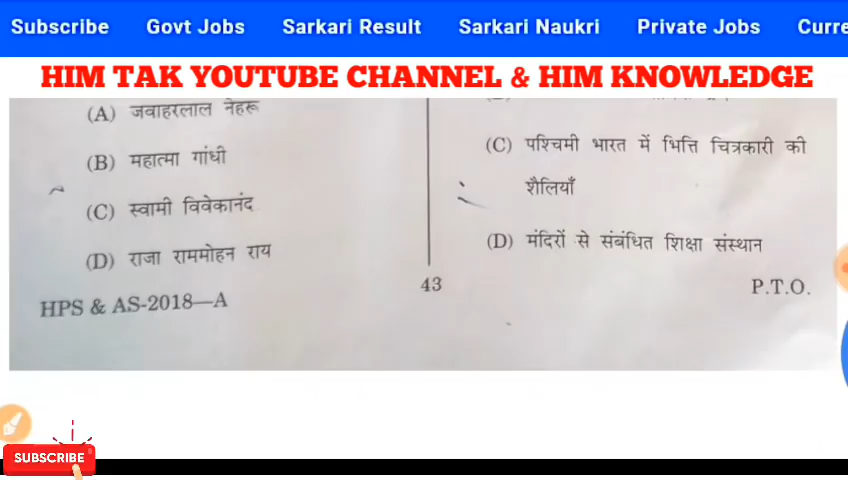 Subscribe Govt Jobs Sarkari Result Sarkari Naukri Private Jobs Curre
HIM TAK YOUTUBE CHANNEL & HIM KNOWLEDGE
(A) जवाहरलाल नेहरू
(B) महात्मा गांधी
(C) स्वामी विवेकानंद
(D) राजा राममोहन राय
HPS & AS-2018—A
(C) पश्चिमी भारत में भित्ति चित्रकारी की
शैलियाँ
(D) मंदिरों से संबंधित शिक्षा संस्थान
43
P.T.O.
SUBSCRIBE